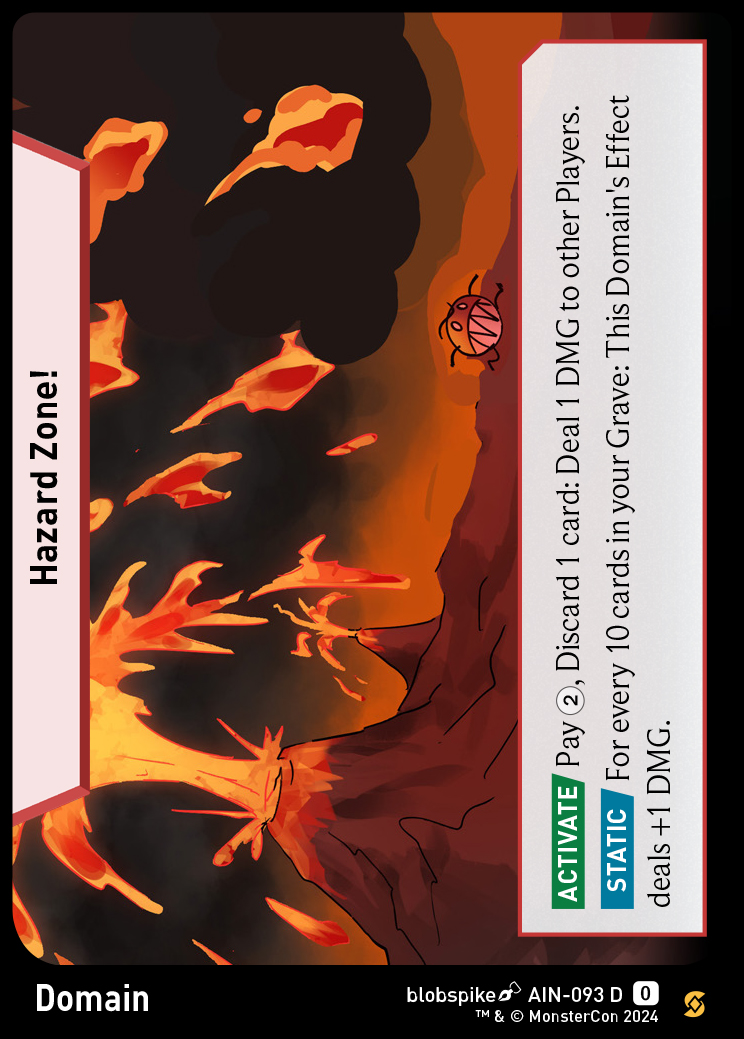 Hazard Zone!
ACTIVATE Pay 2, Discard 1 card: Deal 1 DMG to other Players.
STATIC For every 10 cards in your Grave: This Domain's Effect
deals +1 DMG.
Domain
blobspike AIN-093 D 0
™ & © MonsterCon 2024